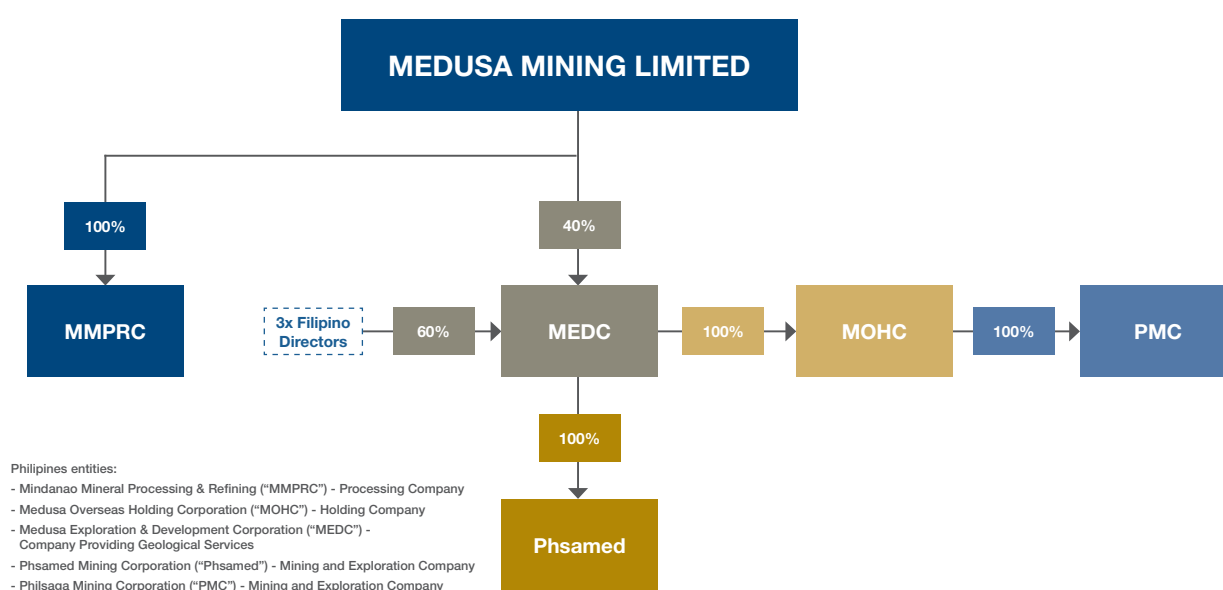 MEDUSA MINING LIMITED
100%
40%
MMPRC
3x Filipino
Directors
60%
MEDC
100%
MOHC
100%
PMC
100%
Phsamed
Philipines entities:
- Mindanao Mineral Processing & Refining (“MMPRC”) - Processing Company
- Medusa Overseas Holding Corporation (“MOHC”) - Holding Company
- Medusa Exploration & Development Corporation (“MEDC”) -
Company Providing Geological Services
- Phsamed Mining Corporation (“Phsamed”) - Mining and Exploration Company
- Philsaga Mining Corporation (“PMC”) - Mining and Exploration Company